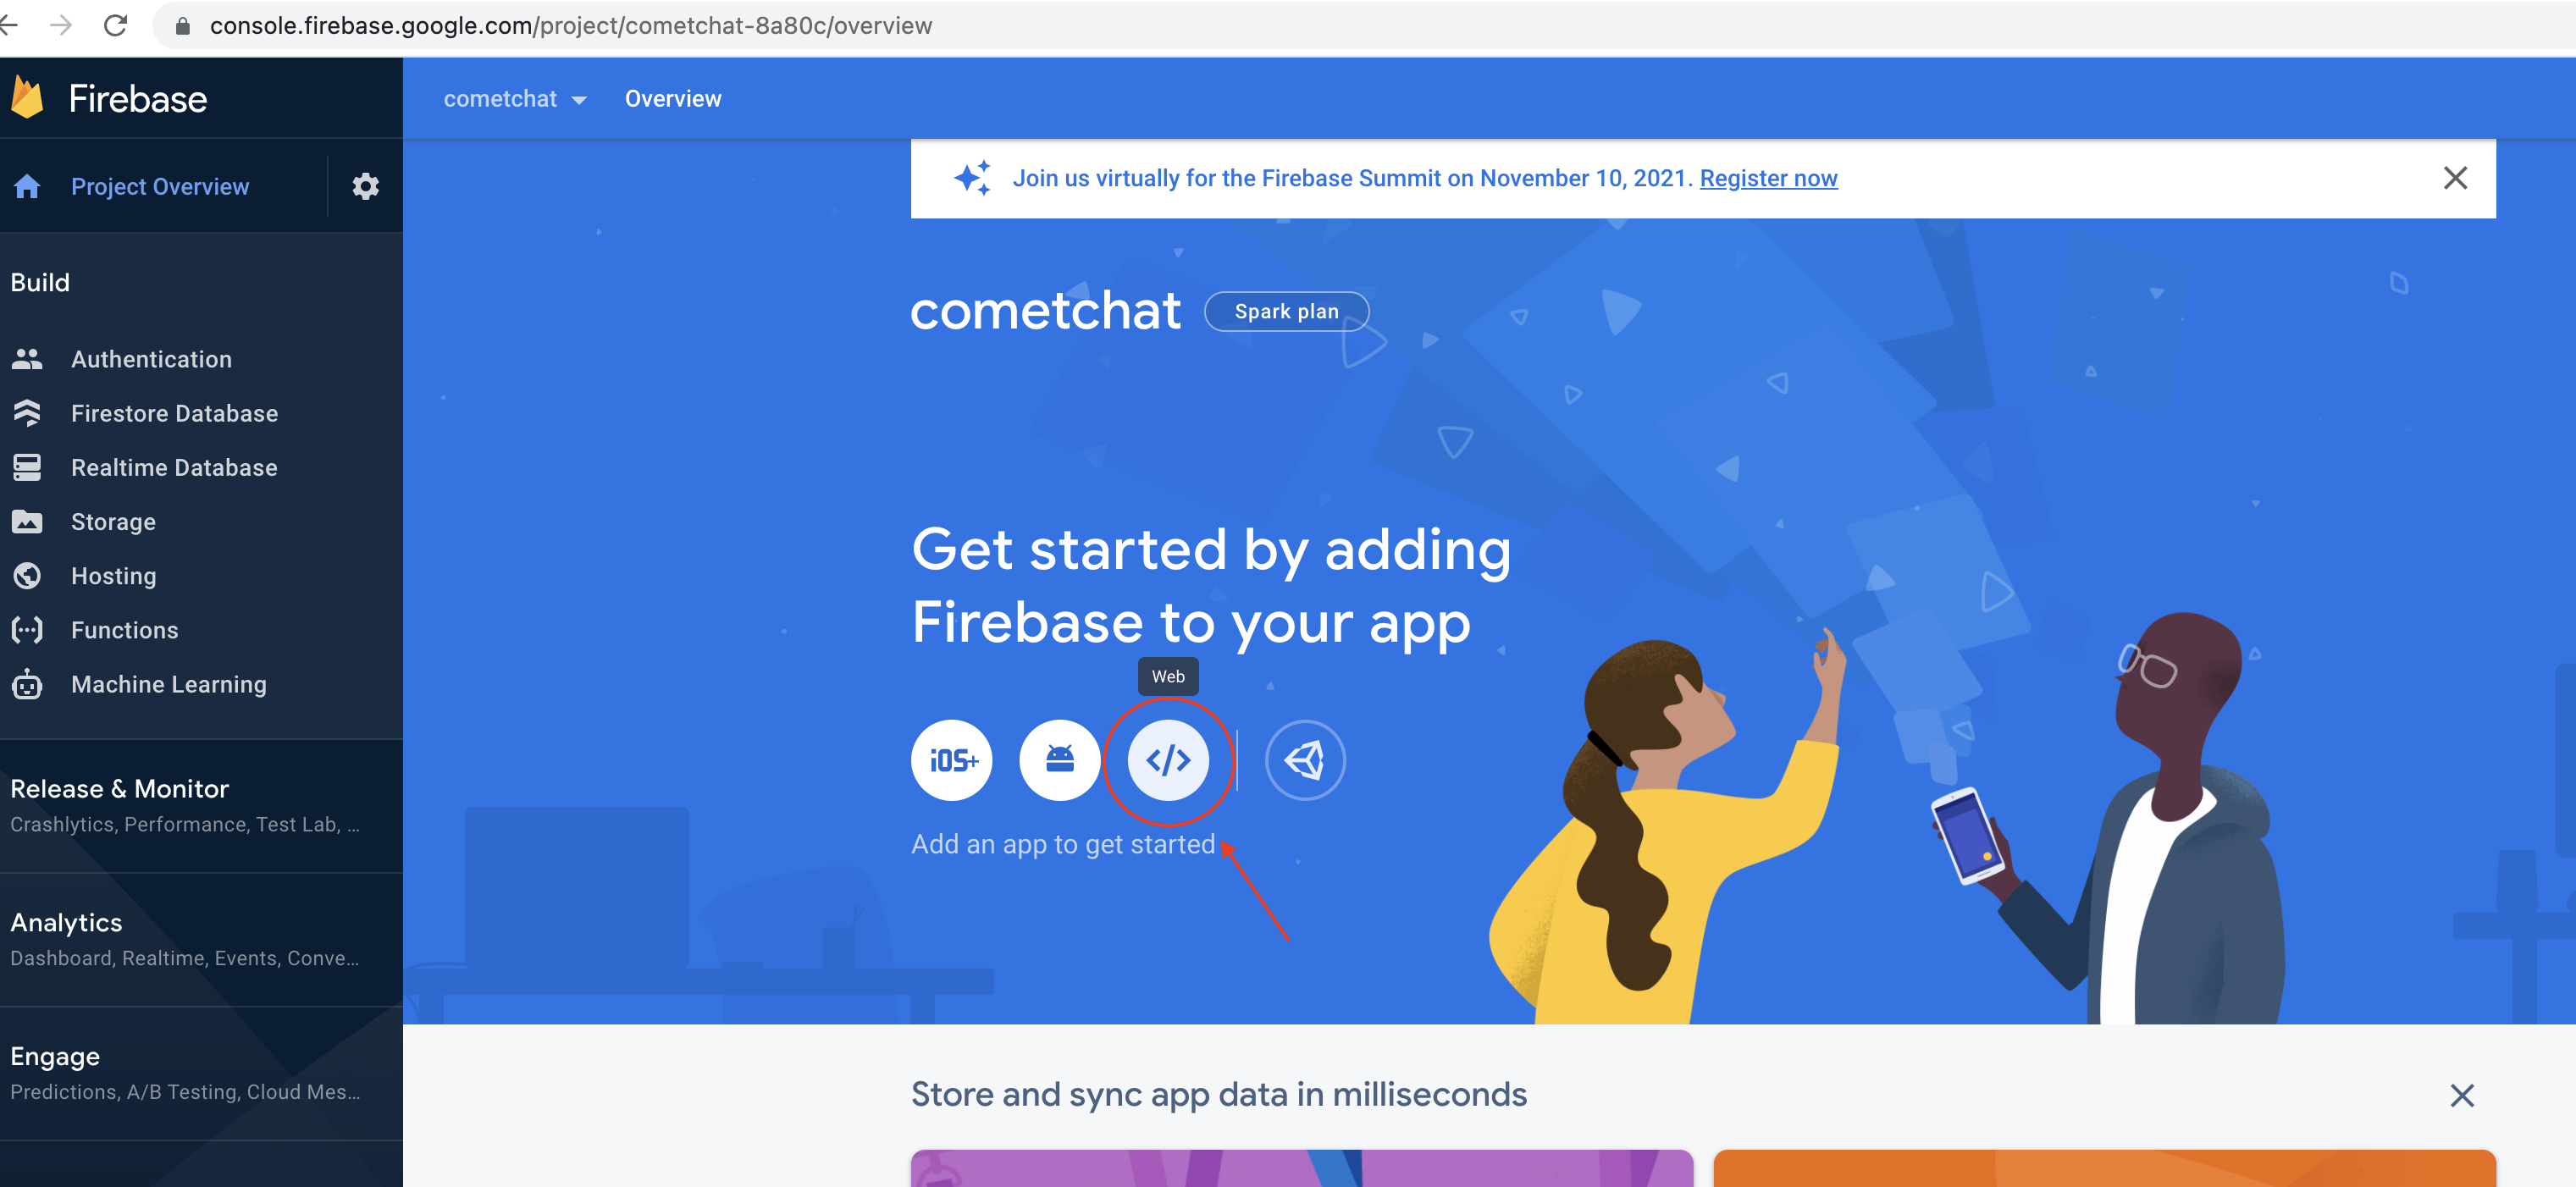 console.firebase.google.com/project/cometchat-8a80c/overview
Firebase
cometchat Overview
Project Overview
Join us virtually for the Firebase Summit on November 10, 2021. Register now
Build
Authentication
Firestore Database
Realtime Database
Storage
Hosting
Functions
Machine Learning
Release & Monitor
Crashlytics, Performance, Test Lab, ...
Analytics
Dashboard, Realtime, Events, Conve...
Engage
Predictions, A/B Testing, Cloud Mes...
cometchat Spark plan
Get started by adding
Firebase to your app
Web
iOS+ </>
Add an app to get started
Store and sync app data in milliseconds